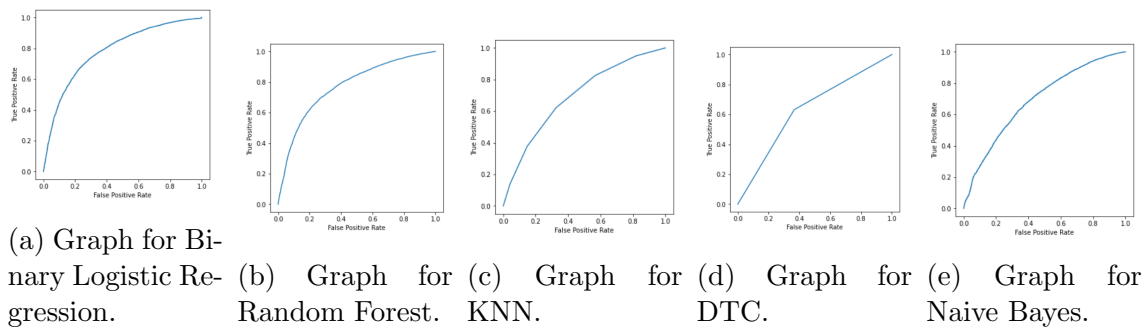 True Positive Rate
1.0
0.8
0.6
0.4
0.2
0.0
0.0 0.2 0.4 0.6 0.8 1.0
False Positive Rate
(a) Graph for Bi-
nary Logistic Re-
gression.
True Positive Rate
1.0
0.8
0.6
0.4
0.2
0.0
0.0 0.2 0.4 0.6 0.8 1.0
False Positive Rate
(b) Graph for
Random Forest.
True Positive Rate
1.0
0.8
0.6
0.4
0.2
0.0
0.0 0.2 0.4 0.6 0.8 1.0
False Positive Rate
(c) Graph for
KNN.
True Positive Rate
1.0
0.8
0.6
0.4
0.2
0.0
0.0 0.2 0.4 0.6 0.8 1.0
False Positive Rate
(d) Graph for
DTC.
True Positive Rate
1.0
0.8
0.6
0.4
0.2
0.0
0.0 0.2 0.4 0.6 0.8 1.0
False Positive Rate
(e) Graph for
Naive Bayes.